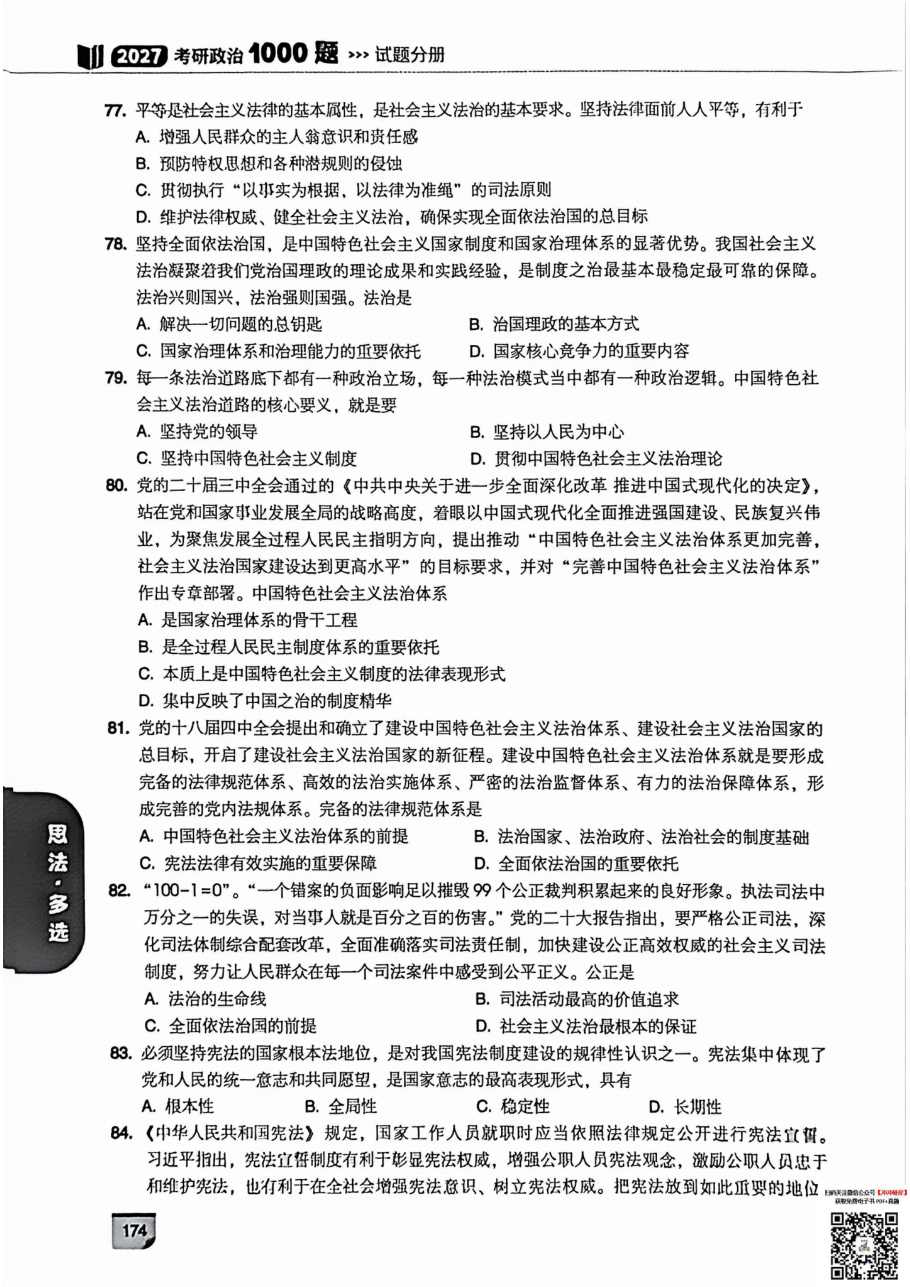 2027 考研政治1000题 >>> 试题分册
77. 平等是社会主义法律的基本属性，是社会主义法治的基本要求。坚持法律面前人人平等，有利于
A. 增强人民群众的主人翁意识和责任感
B. 预防特权思想和各种潜规则的侵蚀
C. 贯彻执行“以事实为根据，以法律为准绳”的司法原则
D. 维护法律权威、健全社会主义法治，确保实现全面依法治国的总目标
78. 坚持全面依法治国，是中国特色社会主义国家制度和国家治理体系的显著优势。我国社会主义
法治凝聚着我们党治国理政的理论成果和实践经验，是制度之治最基本最稳定最可靠的保障。
法治兴则国兴，法治强则国强。法治是
A. 解决一切问题的总钥匙 B. 治国理政的基本方式
C. 国家治理体系和治理能力的重要依托 D. 国家核心竞争力的重要内容
79. 每一条法治道路底下都有一种政治立场，每一种法治模式当中都有一种政治逻辑。中国特色社
会主义法治道路的核心要义，就是要
A. 坚持党的领导 B. 坚持以人民为中心
C. 坚持中国特色社会主义制度 D. 贯彻中国特色社会主义法治理论
80. 党的二十届三中全会通过的《中共中央关于进一步全面深化改革 推进中国式现代化的决定》，
站在党和国家事业发展全局的战略高度，着眼以中国式现代化全面推进强国建设、民族复兴伟
业，为聚焦发展全过程人民民主指明方向，提出推动“中国特色社会主义法治体系更加完善，
社会主义法治国家建设达到更高水平”的目标要求，并对“完善中国特色社会主义法治体系”
作出专章部署。中国特色社会主义法治体系
A. 是国家治理体系的骨干工程
B. 是全过程人民民主制度体系的重要依托
C. 本质上是中国特色社会主义制度的法律表现形式
D. 集中反映了中国之治的制度精华
81. 党的十八届四中全会提出和确立了建设中国特色社会主义法治体系、建设社会主义法治国家的
总目标，开启了建设社会主义法治国家的新征程。建设中国特色社会主义法治体系就是要形成
完备的法律规范体系、高效的法治实施体系、严密的法治监督体系、有力的法治保障体系，形
成完善的党内法规体系。完备的法律规范体系是
A. 中国特色社会主义法治体系的前提 B. 法治国家、法治政府、法治社会的制度基础
C. 宪法法律有效实施的重要保障 D. 全面依法治国的重要依托
82. “100-1=0”。“一个错案的负面影响足以摧毁99个公正裁判积累起来的良好形象。执法司法中
万分之一的失误，对当事人就是百分之百的伤害。”党的二十大报告指出，要严格公正司法，深
化司法体制综合配套改革，全面准确落实司法责任制，加快建设公正高效权威的社会主义司法
制度，努力让人民群众在每一个司法案件中感受到公平正义。公正是
A. 法治的生命线 B. 司法活动最高的价值追求
C. 全面依法治国的前提 D. 社会主义法治最根本的保证
83. 必须坚持宪法的国家根本法地位，是对我国宪法制度建设的规律性认识之一。宪法集中体现了
党和人民的统一意志和共同愿望，是国家意志的最高表现形式，具有
A. 根本性 B. 全局性 C. 稳定性 D. 长期性
84. 《中华人民共和国宪法》规定，国家工作人员就职时应当依照法律规定公开进行宪法宣誓。
习近平指出，宪法宣誓制度有利于彰显宪法权威，增强公职人员宪法观念，激励公职人员忠于
和维护宪法，也有利于在全社会增强宪法意识、树立宪法权威。把宪法放到如此重要的地位
思法·多选
174
扫码关注微信公众号【冲冲研友】
获取免费电子书PDF+真题